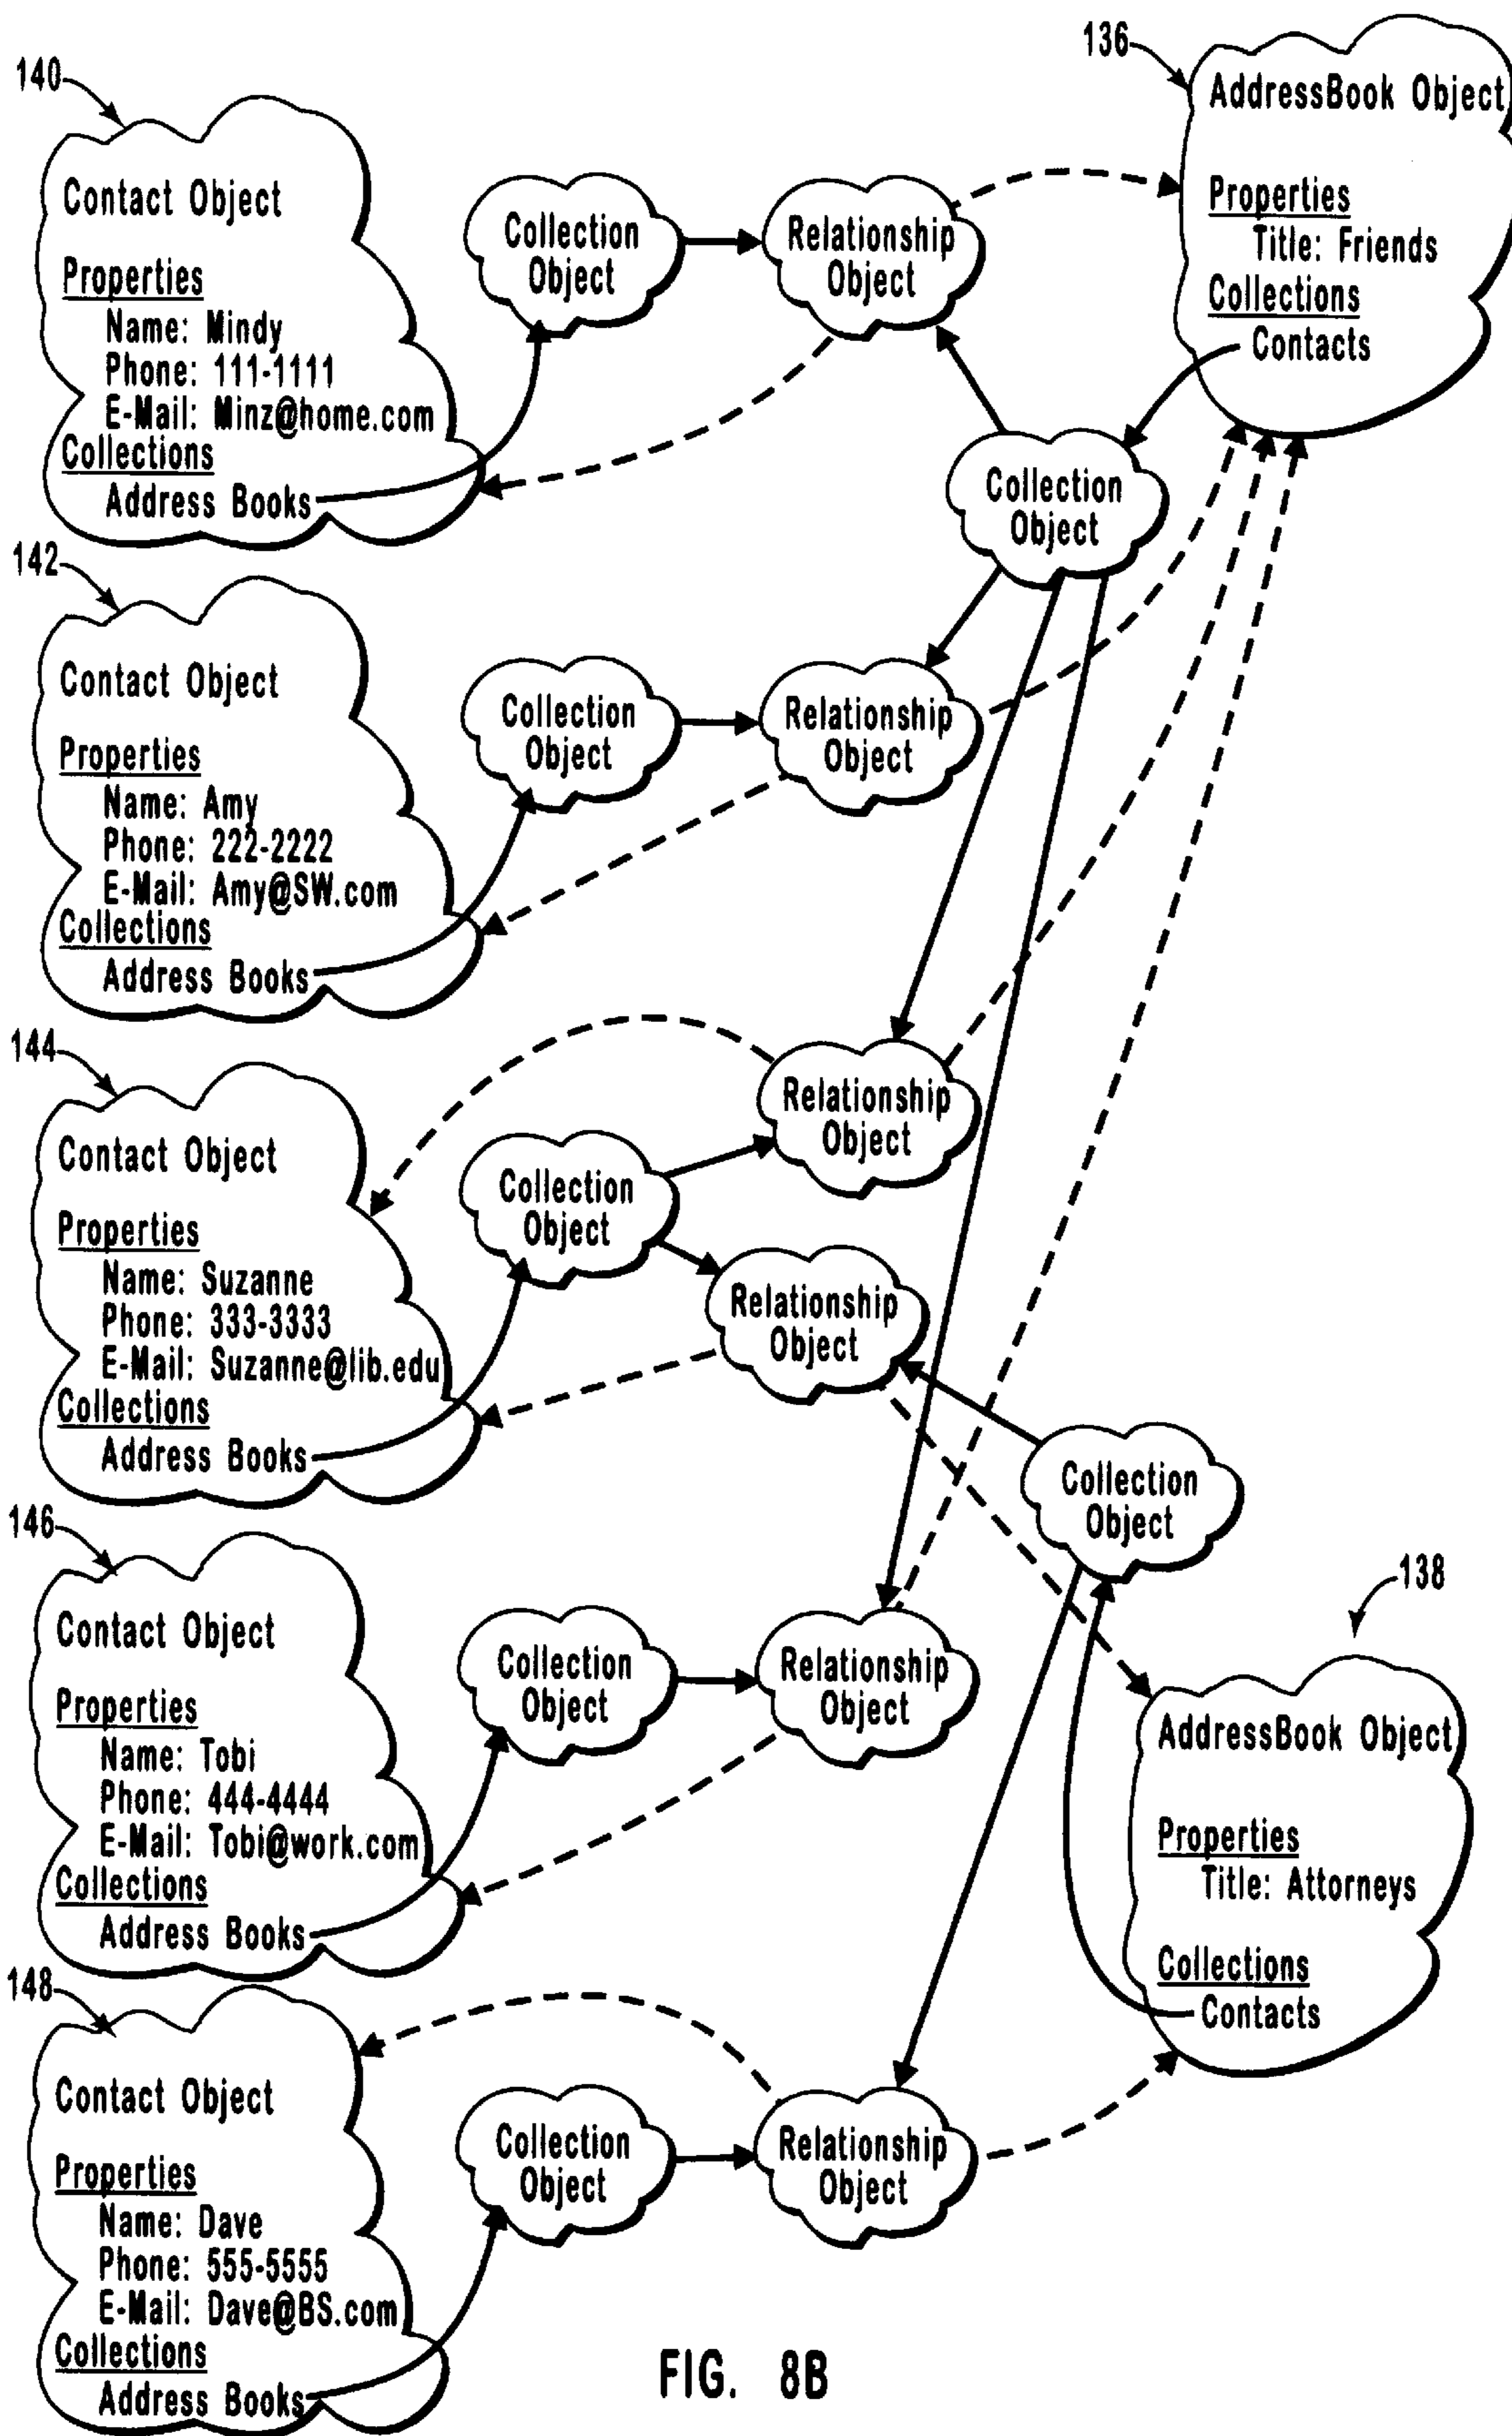 136
AddressBook Object
Properties
Title: Friends
Collections
Contacts
140
Contact Object
Properties
Name: Mindy
Phone: 111-1111
E-Mail: Minz@home.com
Collections
Address Books
Collection
Object
Relationship
Object
Collection
Object
142
Contact Object
Properties
Name: Amy
Phone: 222-2222
E-Mail: Amy@SW.com
Collections
Address Books
Collection
Object
Relationship
Object
144
Contact Object
Properties
Name: Suzanne
Phone: 333-3333
E-Mail: Suzanne@lib.edu
Collections
Address Books
Collection
Object
Relationship
Object
Relationship
Object
Collection
Object
146
Contact Object
Properties
Name: Tobi
Phone: 444-4444
E-Mail: Tobi@work.com
Collections
Address Books
Collection
Object
Relationship
Object
138
AddressBook Object
Properties
Title: Attorneys
Collections
Contacts
148
Contact Object
Properties
Name: Dave
Phone: 555-5555
E-Mail: Dave@BS.com
Collections
Address Books
Collection
Object
Relationship
Object
FIG. 8B